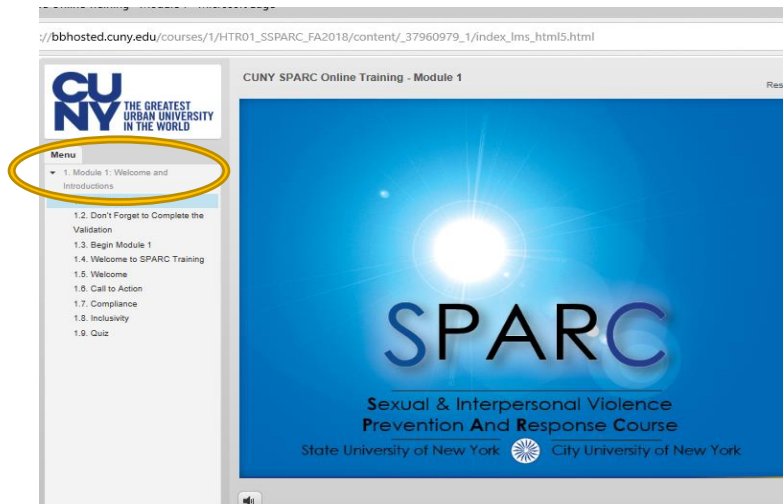 ://bbhosted.cuny.edu/courses/1/HTR01_SSPARC_FA2018/content/_37960979_1/index_lms_html5.html
CUNY
THE GREATEST
URBAN UNIVERSITY
IN THE WORLD
Menu
1. Module 1: Welcome and
Introductions
1.2. Don't Forget to Complete the
Validation
1.3. Begin Module 1
1.4. Welcome to SPARC Training
1.5. Welcome
1.6. Call to Action
1.7. Compliance
1.8. Inclusivity
1.9. Quiz
CUNY SPARC Online Training - Module 1
Res
SPARC
Sexual & Interpersonal Violence
Prevention And Response Course
State University of New York City University of New York